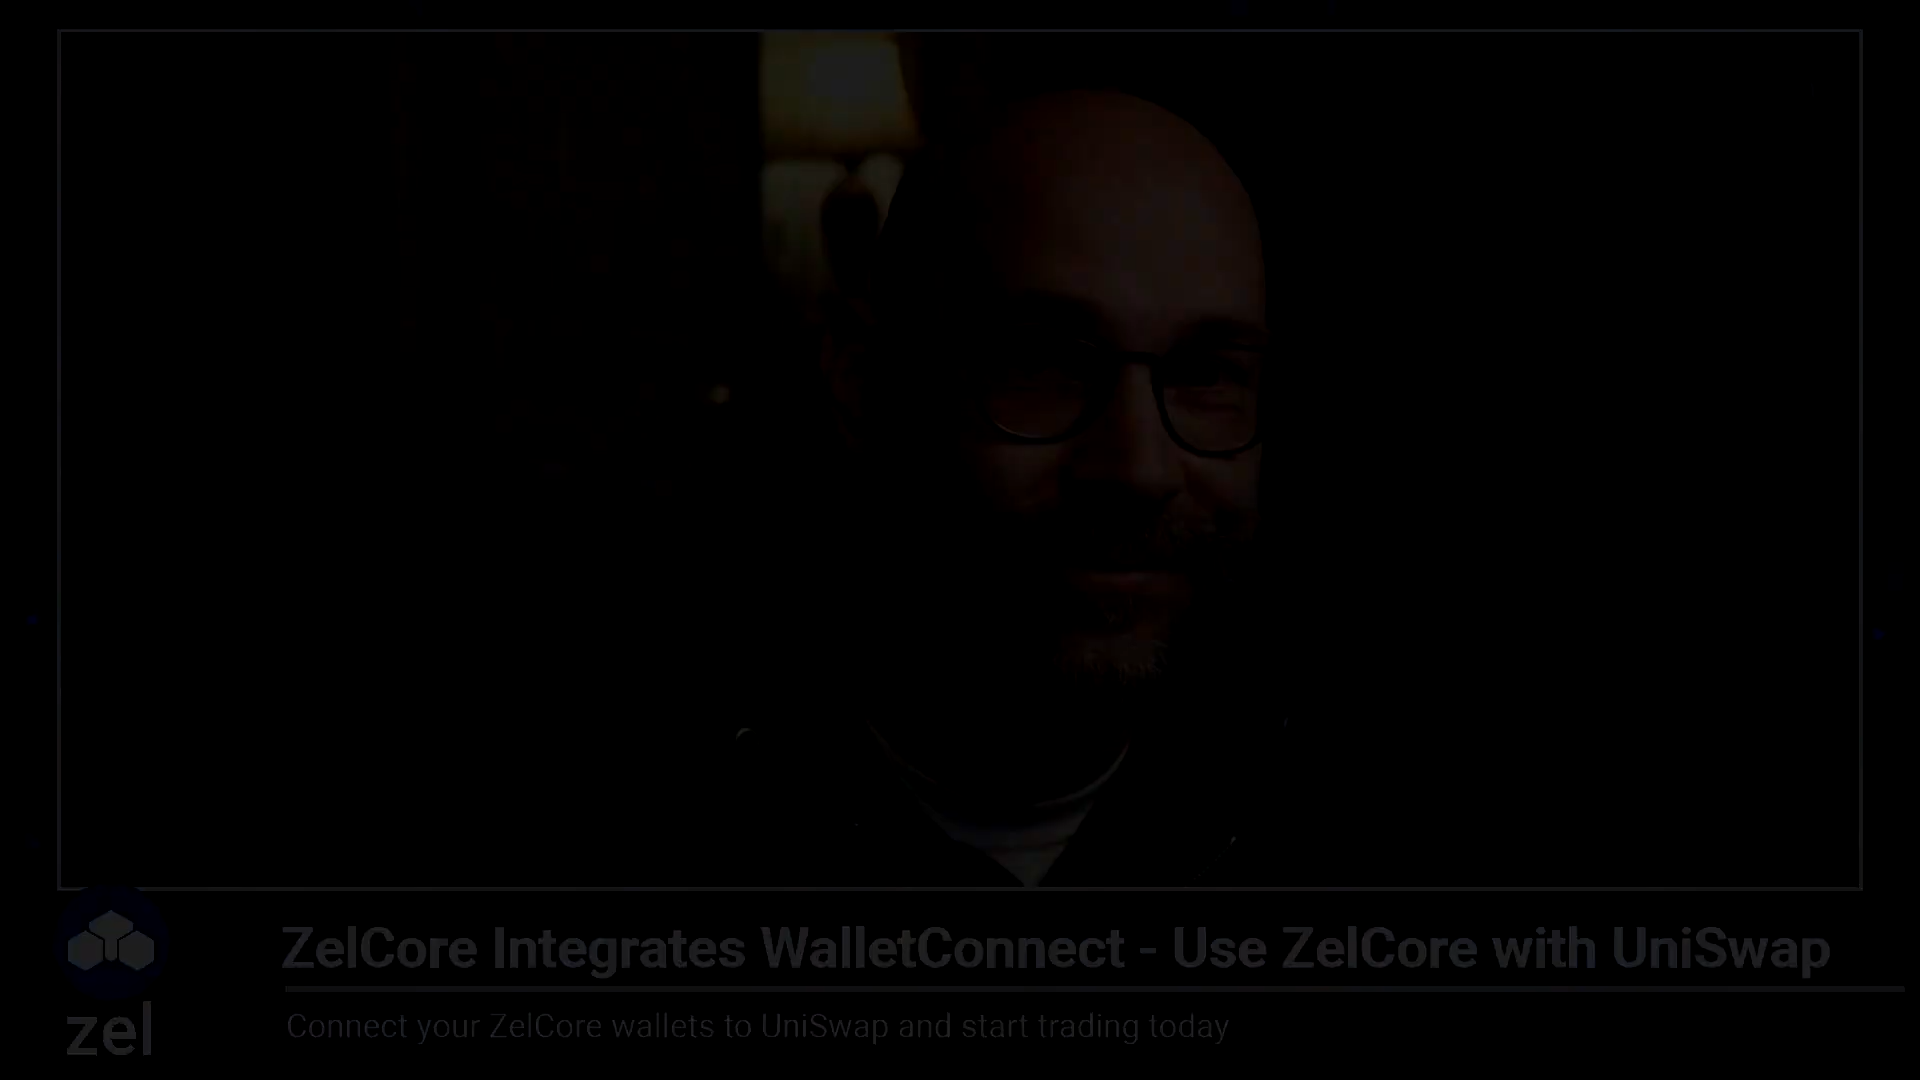 ZelCore Integrates WalletConnect - Use ZelCore with UniSwap
zel
Connect your ZelCore wallets to UniSwap and start trading today